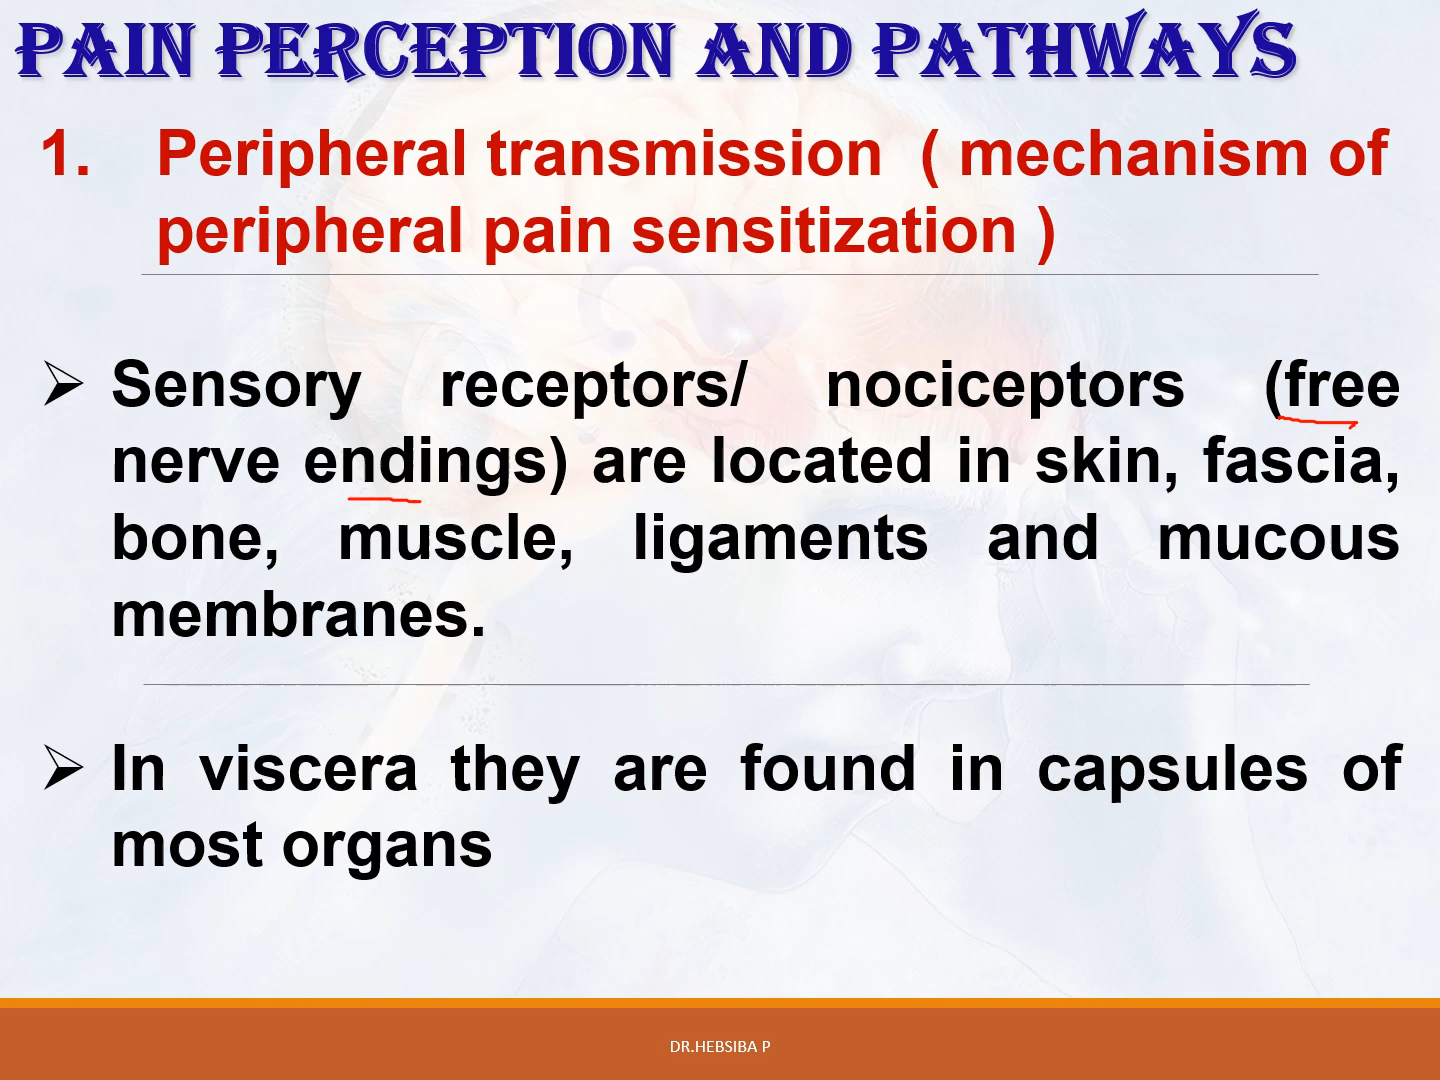 PAIN PERCEPTION AND PATHWAYS
1. Peripheral transmission ( mechanism of
peripheral pain sensitization )
➢ Sensory receptors/ nociceptors (free
nerve endings) are located in skin, fascia,
bone, muscle, ligaments and mucous
membranes.
➢ In viscera they are found in capsules of
most organs
DR.HEBSIBA P